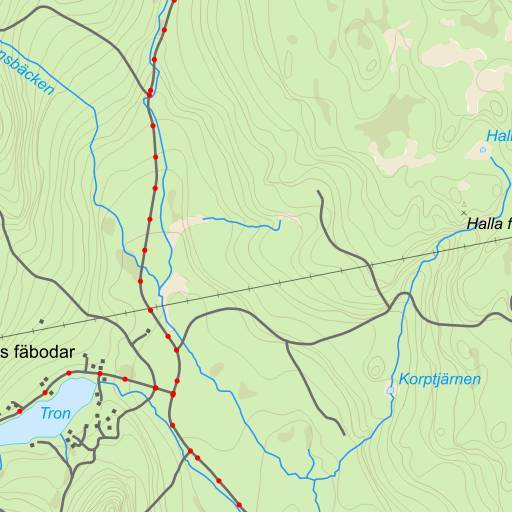 nsbäcken
Hall
Halla f
s fäbodar
Korptjärnen
Tron